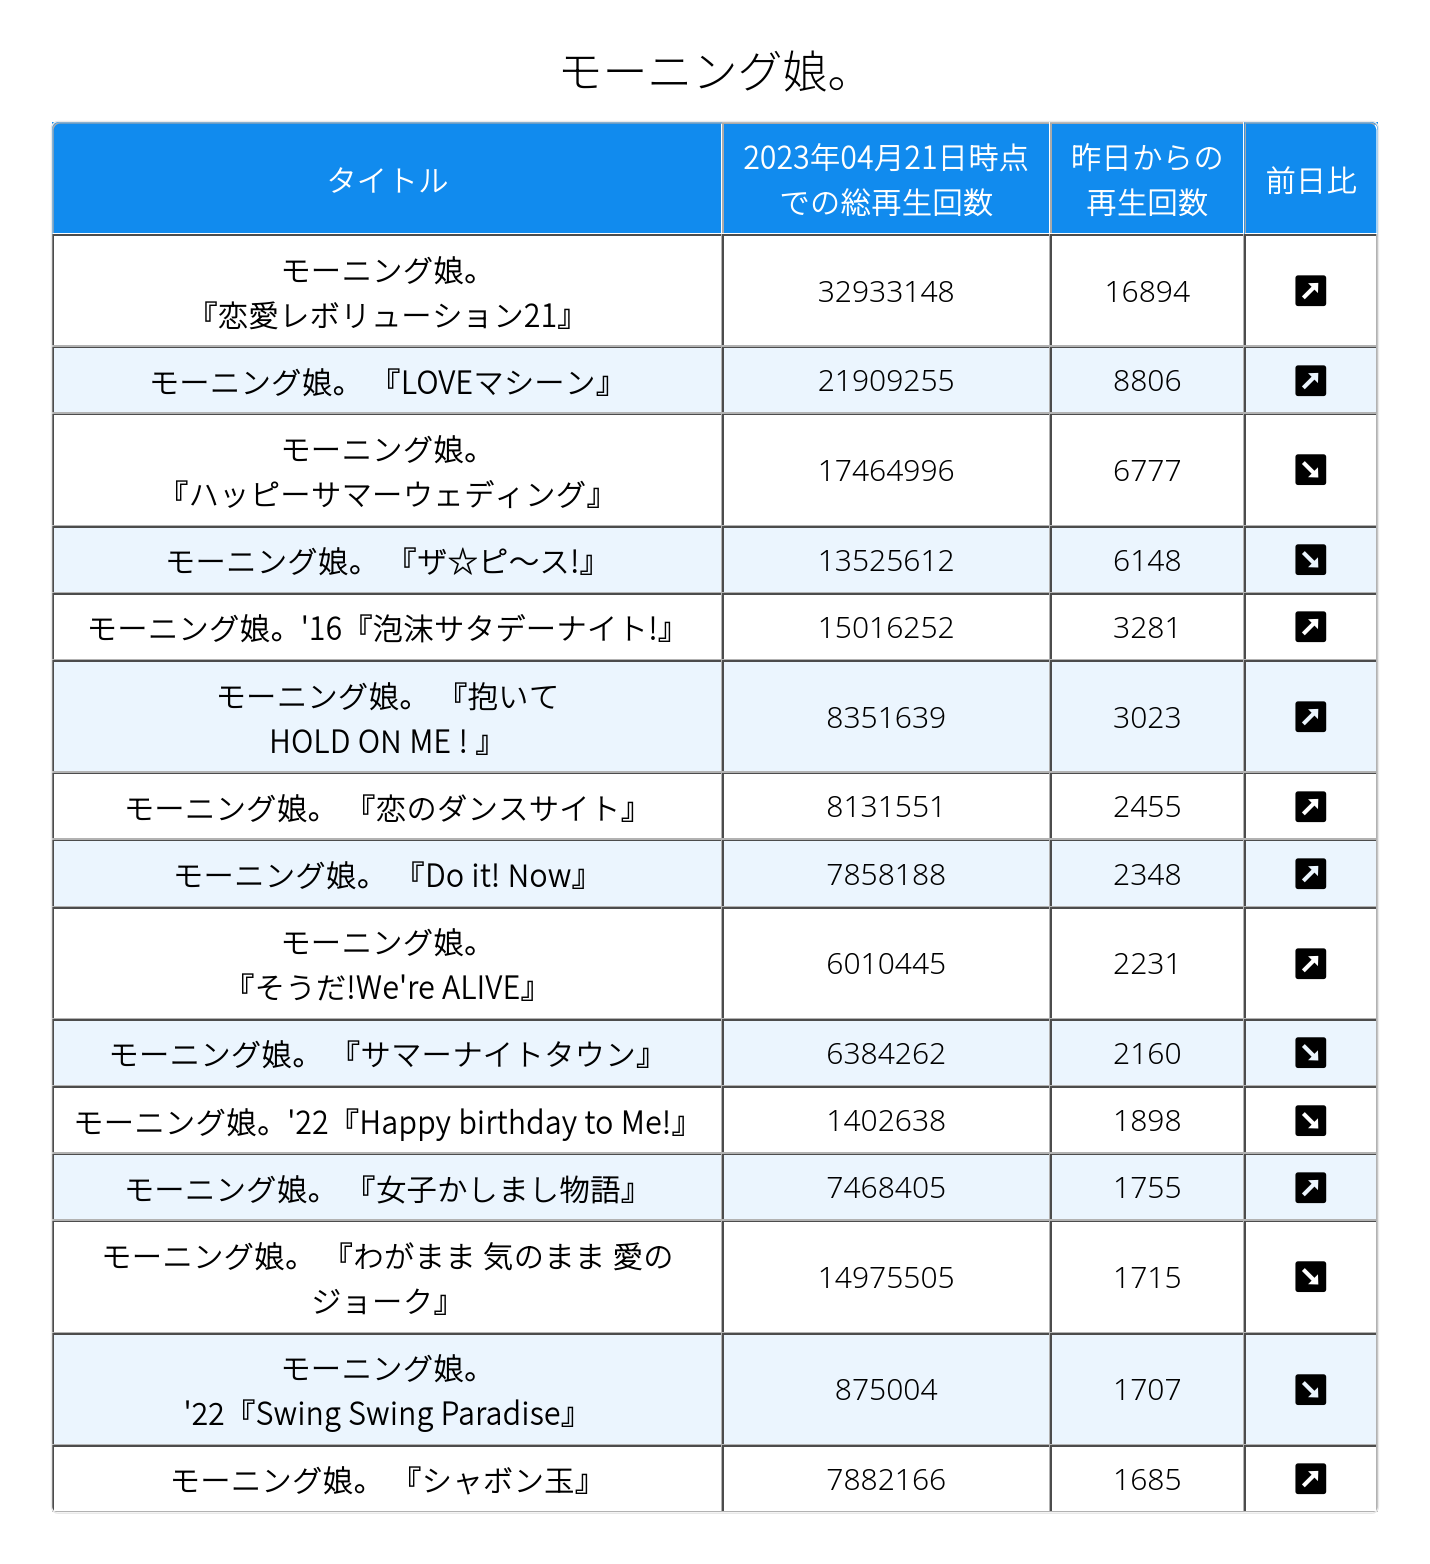 モーニング娘。
タイトル
2023年04月21日時点
での総再生回数
昨日からの
再生回数
前日比
モーニング娘。
『恋愛レボリューション21』
32933148
16894
モーニング娘。 『LOVEマシーン』
21909255
8806
モーニング娘。
『ハッピーサマーウェディング』
17464996
6777
モーニング娘。 『ザ☆ピ〜ス!』
13525612
6148
モーニング娘。'16『泡沫サタデーナイト!』
15016252
3281
モーニング娘。 『抱いて
HOLD ON ME ! 』
8351639
3023
モーニング娘。 『恋のダンスサイト』
8131551
2455
モーニング娘。 『Do it! Now』
7858188
2348
モーニング娘。
『そうだ!We're ALIVE』
6010445
2231
モーニング娘。 『サマーナイトタウン』
6384262
2160
モーニング娘。'22『Happy birthday to Me!』
1402638
1898
モーニング娘。 『女子かしまし物語』
7468405
1755
モーニング娘。 『わがまま 気のまま 愛の
ジョーク』
14975505
1715
モーニング娘。
'22『Swing Swing Paradise』
875004
1707
モーニング娘。 『シャボン玉』
7882166
1685